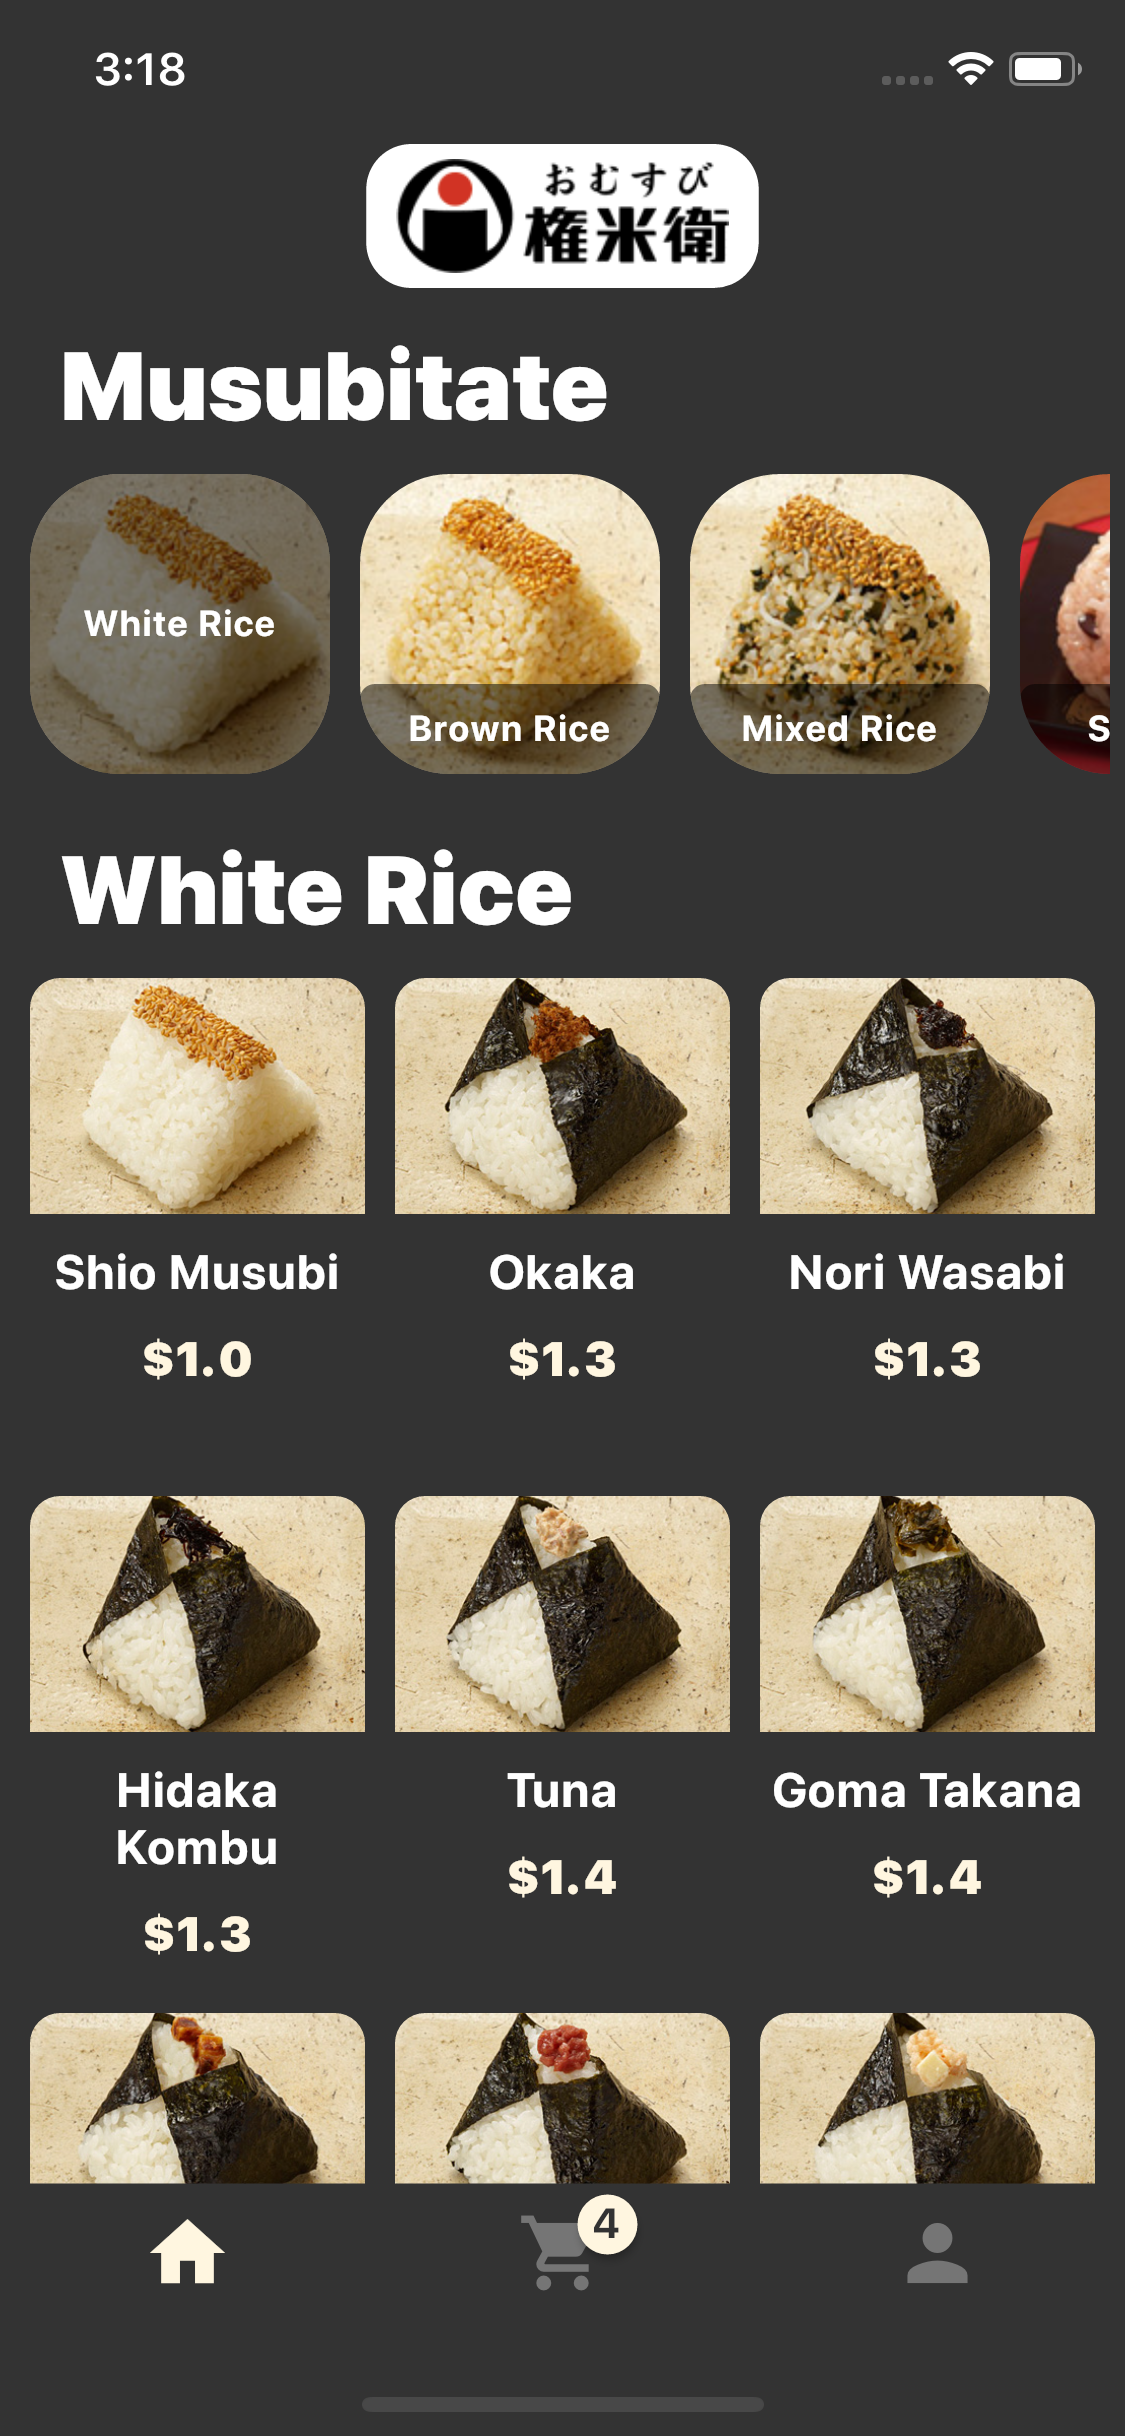 3:18
おむすび
権米衛
Musubitate
White Rice
Brown Rice
Mixed Rice
S
White Rice
Shio Musubi
Okaka
Nori Wasabi
$1.0
$1.3
$1.3
Hidaka
Kombu
Tuna
Goma Takana
$1.3
$1.4
$1.4
4